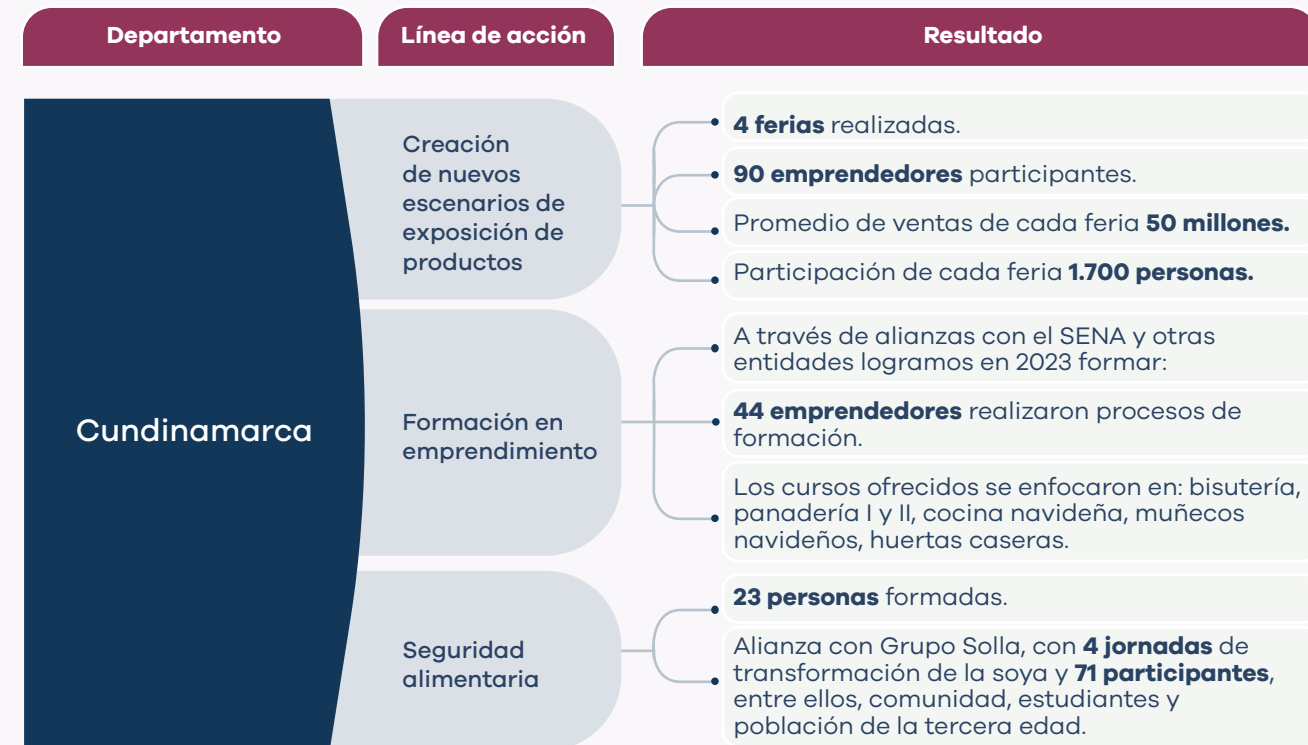 Departamento
Línea de acción
Resultado
Cundinamarca
Creación
de nuevos
escenarios de
exposición de
productos
4 ferias realizadas.
90 emprendedores participantes.
Promedio de ventas de cada feria 50 millones.
Participación de cada feria 1.700 personas.
Formación en
emprendimiento
A través de alianzas con el SENA y otras
entidades logramos en 2023 formar:
44 emprendedores realizaron procesos de
formación.
Los cursos ofrecidos se enfocaron en: bisutería,
panadería I y II, cocina navideña, muñecos
navideños, huertas caseras.
Seguridad
alimentaria
23 personas formadas.
Alianza con Grupo Solla, con 4 jornadas de
transformación de la soya y 71 participantes,
entre ellos, comunidad, estudiantes y
población de la tercera edad.